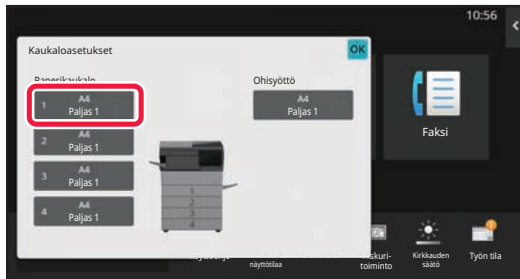 10:56
Kaukaloasetukset
OK
Paperikaukalo
Ohisyöttö
1 A4
Paljas 1
A4
Paljas 1
2 A4
Paljas 1
3 A4
Paljas 1
4 A4
Paljas 1
1
2
3
4
Faksi
näyttötilaa
toiminto
Kirkkauden
säätö
Työn tila